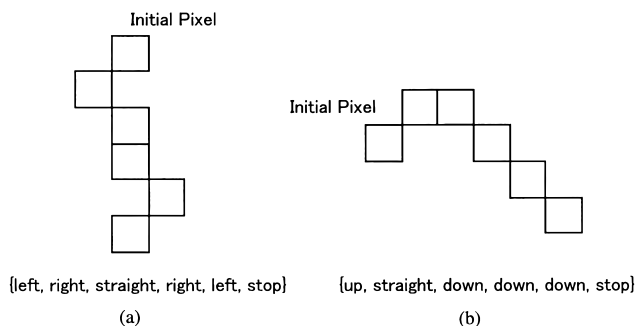 Initial Pixel
Initial Pixel
{left, right, straight, right, left, stop}
{up, straight, down, down, down, stop}
(a)
(b)